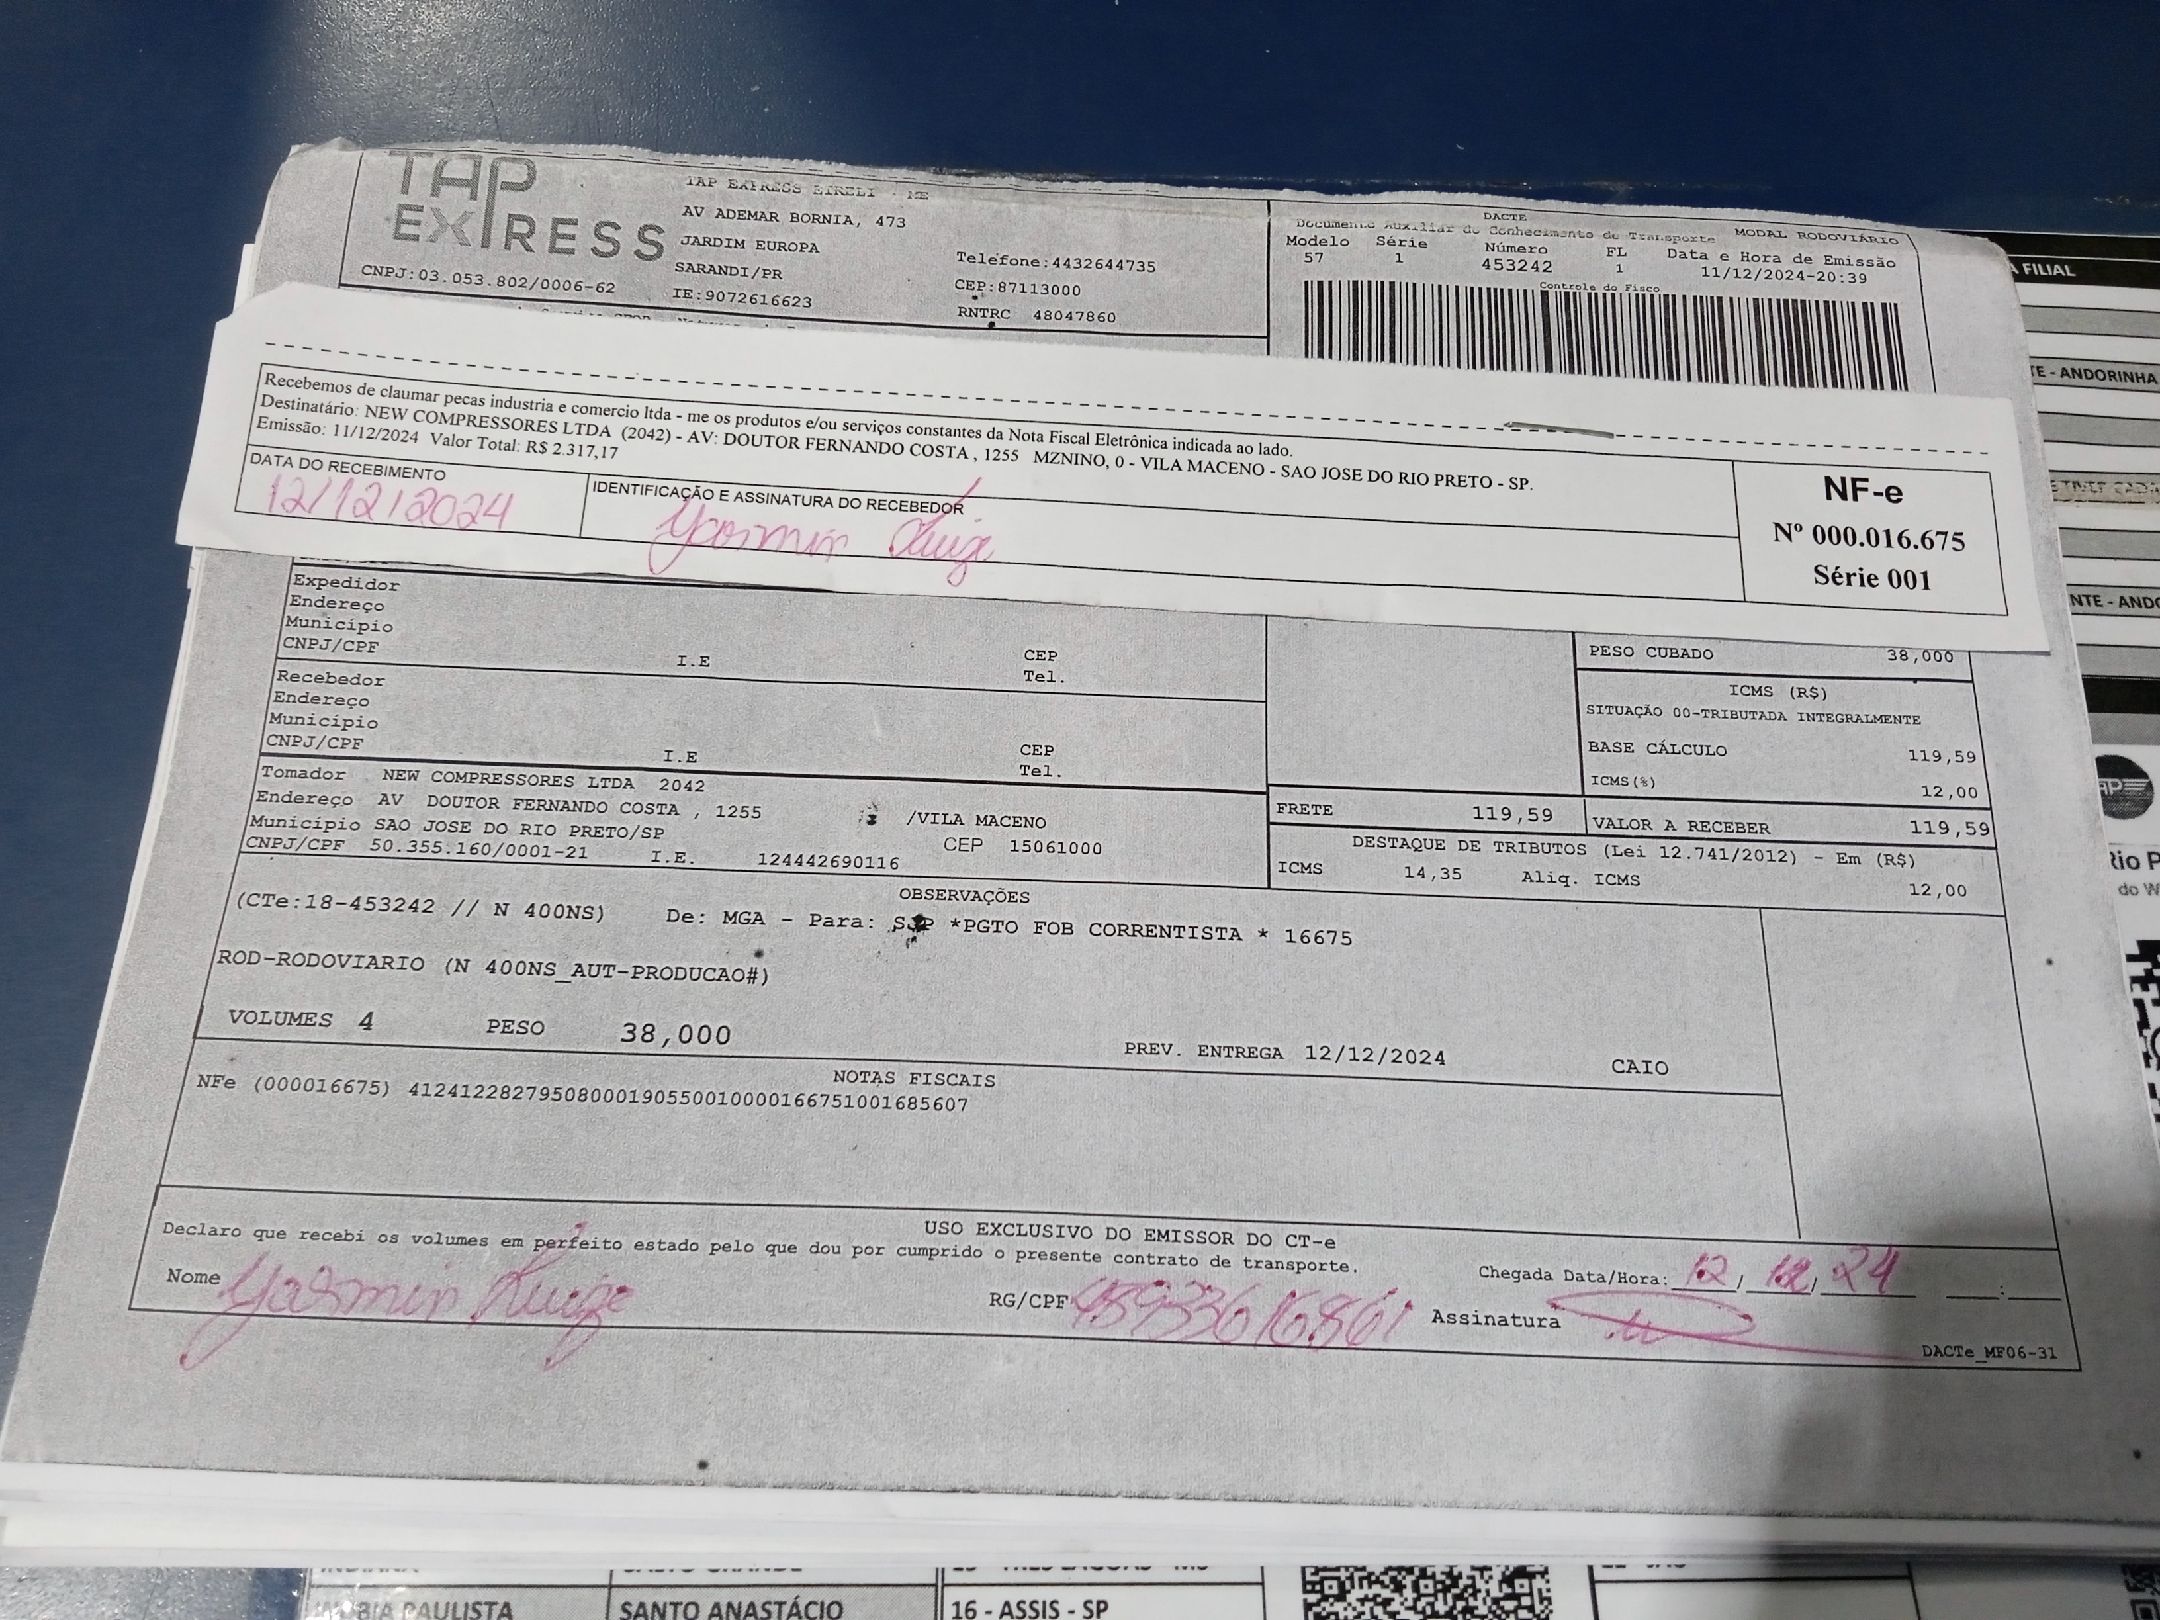 TAP EXPRESS
TAP EXPRESS EIRELI - ME
AV ADEMAR BORNIA, 473
JARDIM EUROPA
SARANDI/PR
IE:9072616623
CNPJ:03.053.802/0006-62
Telefone:4432644735
CEP:87113000
RNTRC 48047860
DACTE
Documento Auxiliar do Conhecimento de Transporte MODAL RODOVIÁRIO
Modelo Série Número FL Data e Hora de Emissão
57 1 453242 1 11/12/2024-20:39
Controle do Fisco
Recebemos de claumar pecas industria e comercio ltda - me os produtos e/ou serviços constantes da Nota Fiscal Eletrônica indicada ao lado.
Destinatário: NEW COMPRESSORES LTDA (2042) - AV: DOUTOR FERNANDO COSTA , 1255 MZNINO, 0 - VILA MACENO - SAO JOSE DO RIO PRETO - SP.
Emissão: 11/12/2024 Valor Total: R$ 2.317,17
DATA DO RECEBIMENTO
12/12/2024
IDENTIFICAÇÃO E ASSINATURA DO RECEBEDOR
Yasmin Luize
NF-e
Nº 000.016.675
Série 001
Expedidor
Endereço
Município
CNPJ/CPF I.E CEP
Tel.
Recebedor
Endereço
Município
CNPJ/CPF I.E CEP
Tel.
PESO CUBADO 38,000
ICMS (R$)
SITUAÇÃO 00-TRIBUTADA INTEGRALMENTE
BASE CÁLCULO 119,59
ICMS(%) 12,00
Tomador NEW COMPRESSORES LTDA 2042
Endereço AV DOUTOR FERNANDO COSTA , 1255 /VILA MACENO
Município SAO JOSE DO RIO PRETO/SP CEP 15061000
CNPJ/CPF 50.355.160/0001-21 I.E. 124442690116
FRETE 119,59 VALOR A RECEBER 119,59
DESTAQUE DE TRIBUTOS (Lei 12.741/2012) - Em (R$)
ICMS 14,35 Aliq. ICMS 12,00
OBSERVAÇÕES
(CTe:18-453242 // N 400NS) De: MGA - Para: SJP *PGTO FOB CORRENTISTA * 16675
ROD-RODOVIARIO (N 400NS_AUT-PRODUCAO#)
VOLUMES 4 PESO 38,000 PREV. ENTREGA 12/12/2024 CAIO
NOTAS FISCAIS
NFe (000016675) 41241228279508000190550010000166751001685607
USO EXCLUSIVO DO EMISSOR DO CT-e
Declaro que recebi os volumes em perfeito estado pelo que dou por cumprido o presente contrato de transporte.
Nome Yasmin Luize RG/CPF 45933616861 Assinatura
Chegada Data/Hora: 12/12/24 __:__
DACTe_MF06-31
FILIAL
TE - ANDORINHA
NTE - ANDO
do W
SANTO ANASTÁCIO
16 - ASSIS - SP
PAULISTA